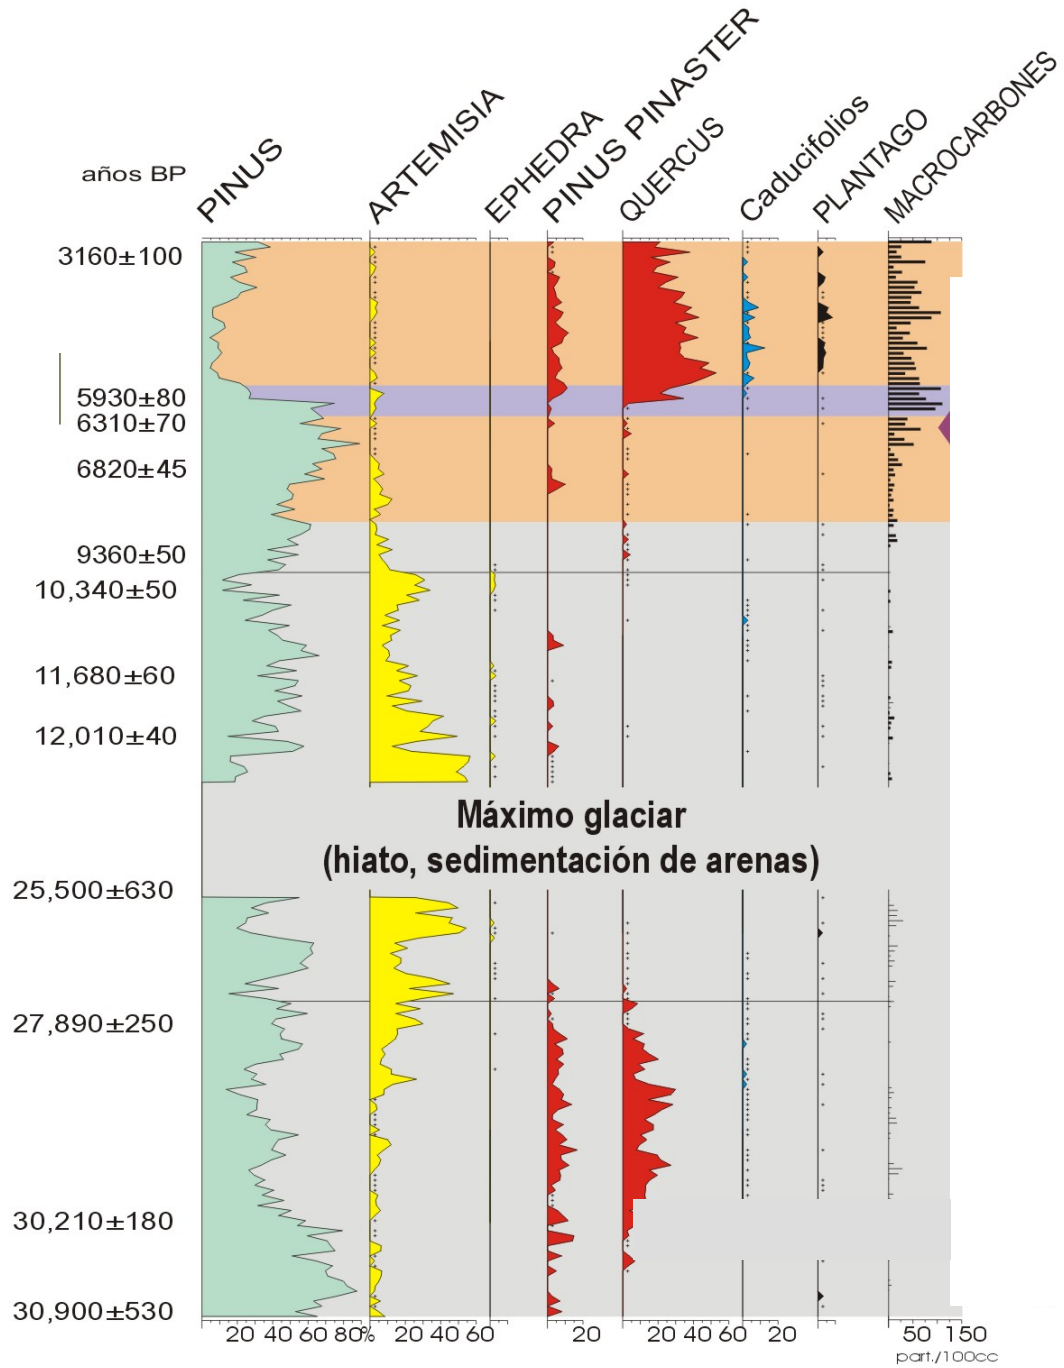 años BP
PINUS
ARTEMISIA
EPHEDRA
PINUS PINASTER
QUERCUS
Caducifolios
PLANTAGO
MACROCARBONES
3160±100
5930±80
6310±70
6820±45
9360±50
10,340±50
11,680±60
12,010±40
Máximo glaciar
(hiato, sedimentación de arenas)
25,500±630
27,890±250
30,210±180
30,900±530
20 40 60 80% 20 40 60 20 20 40 60 20 50 150
part./100cc